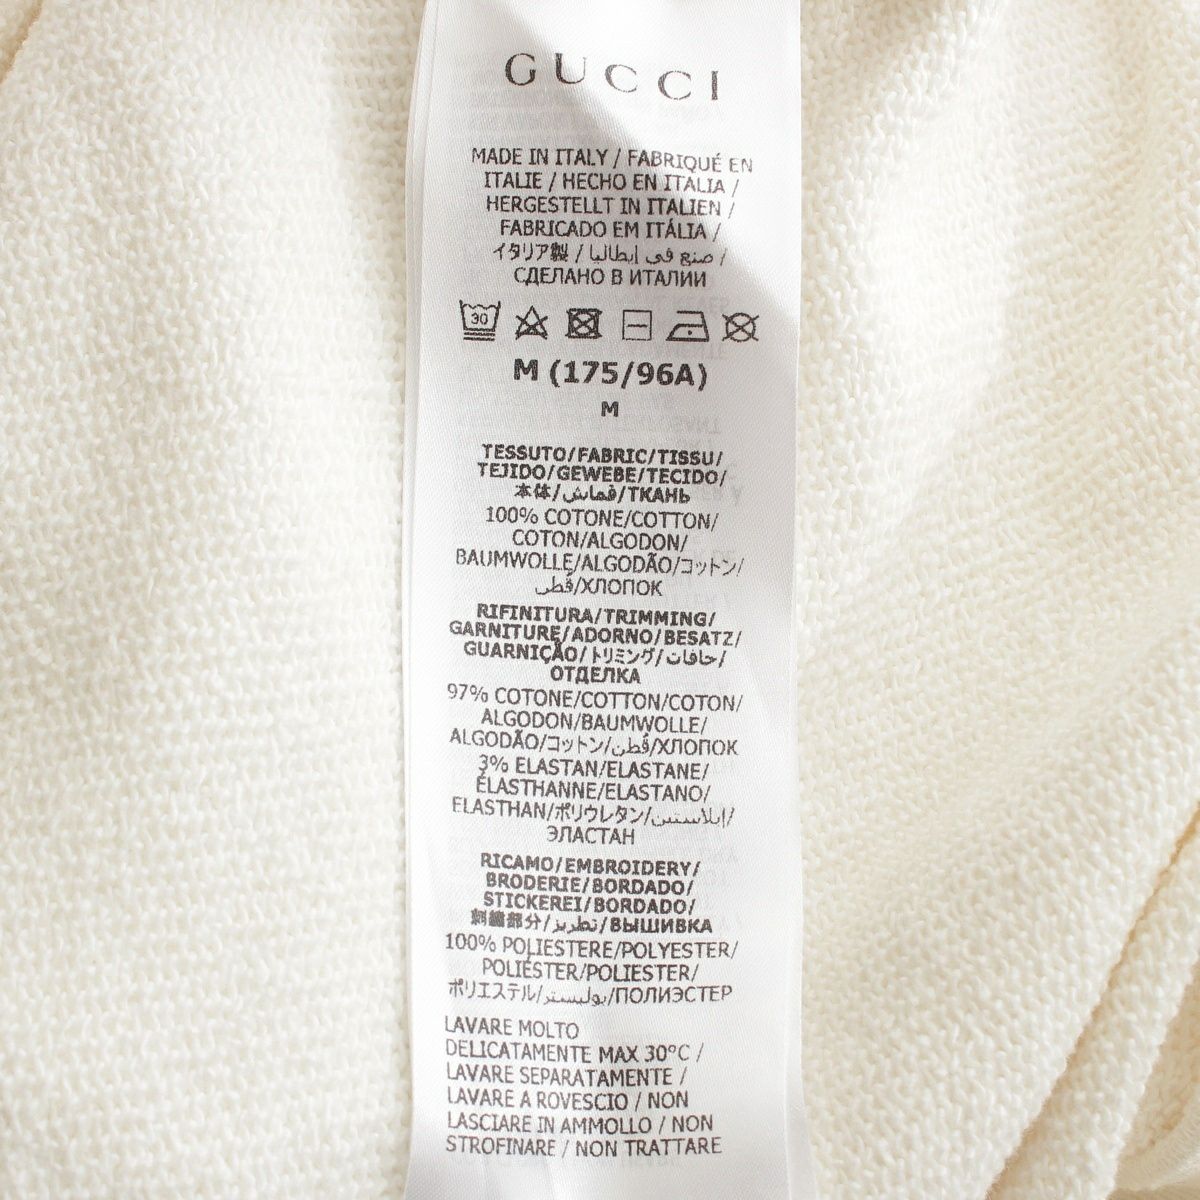 GUCCI
MADE IN ITALY / FABRIQUÉ EN
ITALIE / HECHO EN ITALIA /
HERGESTELLT IN ITALIEN /
FABRICADO EM ITÁLIA /
イタリア製 / صنع في إيطاليا /
СДЕЛАНО В ИТАЛИИ
30
M (175/96A)
M
TESSUTO/FABRIC/TISSU/
TEJIDO/GEWEBE/TECIDO/
本体/قماش/ТКАНЬ
100% COTONE/COTTON/
COTON/ALGODON/
BAUMWOLLE/ALGODÃO/コットン/
قُطن/ХЛОПОК
RIFINITURA/TRIMMING/
GARNITURE/ADORNO/BESATZ/
GUARNIÇÃO/トリミング/حافات/
ОТДЕЛКА
97% COTONE/COTTON/COTON/
ALGODON/BAUMWOLLE/
ALGODÃO/コットン/قُطن/ХЛОПОК
3% ELASTAN/ELASTANE/
ÉLASTHANNE/ELASTANO/
ELASTHAN/ポリウレタン/إيلاستين/
ЭЛАСТАН
RICAMO/EMBROIDERY/
BRODERIE/BORDADO/
STICKEREI/BORDADO/
刺繍部分/تطريز/ВЫШИВКА
100% POLIESTERE/POLYESTER/
POLIÉSTER/POLIESTER/
ポリエステル/بوليستر/ПОЛИЭСТЕР
LAVARE MOLTO
DELICATAMENTE MAX 30°C /
LAVARE SEPARATAMENTE /
LAVARE A ROVESCIO / NON
LASCIARE IN AMMOLLO / NON
STROFINARE / NON TRATTARE